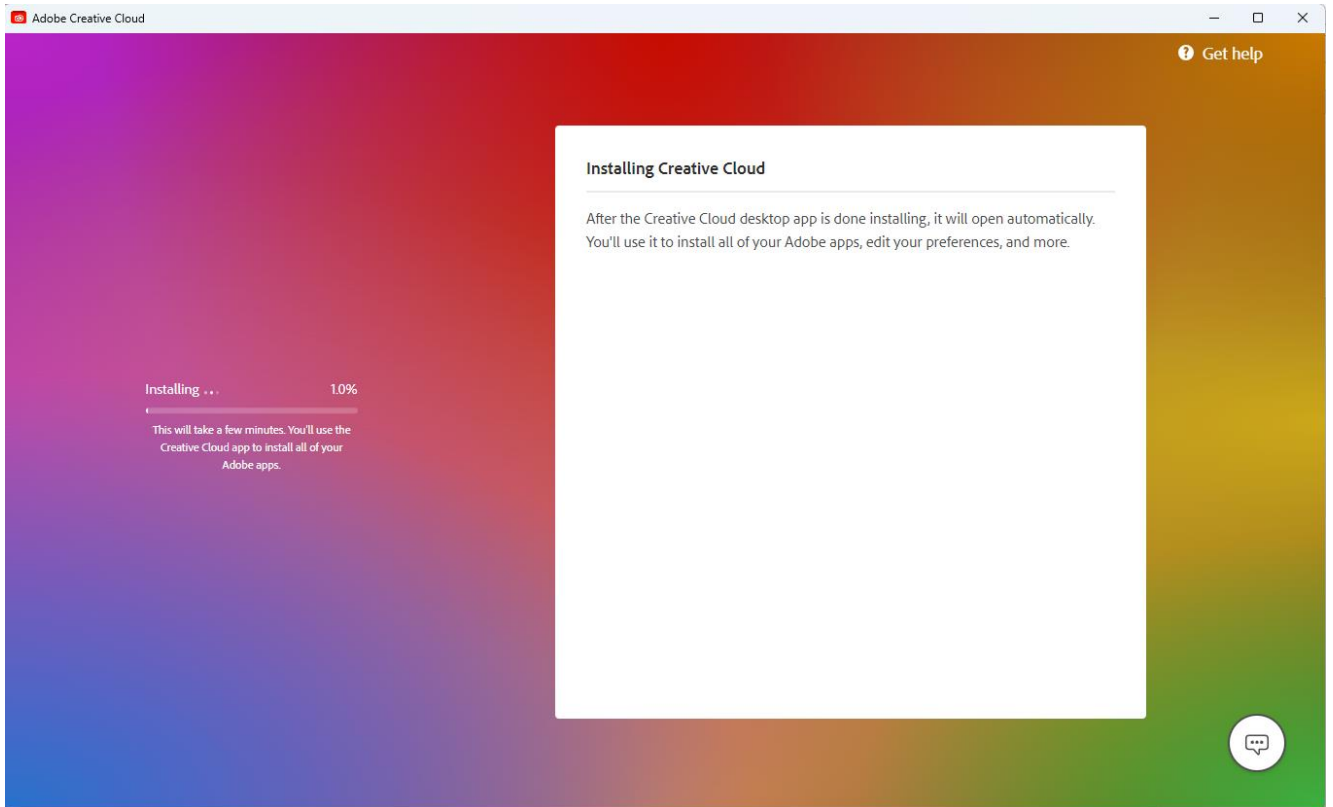 Adobe Creative Cloud
Get help
Installing Creative Cloud
After the Creative Cloud desktop app is done installing, it will open automatically.
You'll use it to install all of your Adobe apps, edit your preferences, and more.
Installing ... 1.0%
This will take a few minutes. You'll use the
Creative Cloud app to install all of your
Adobe apps.